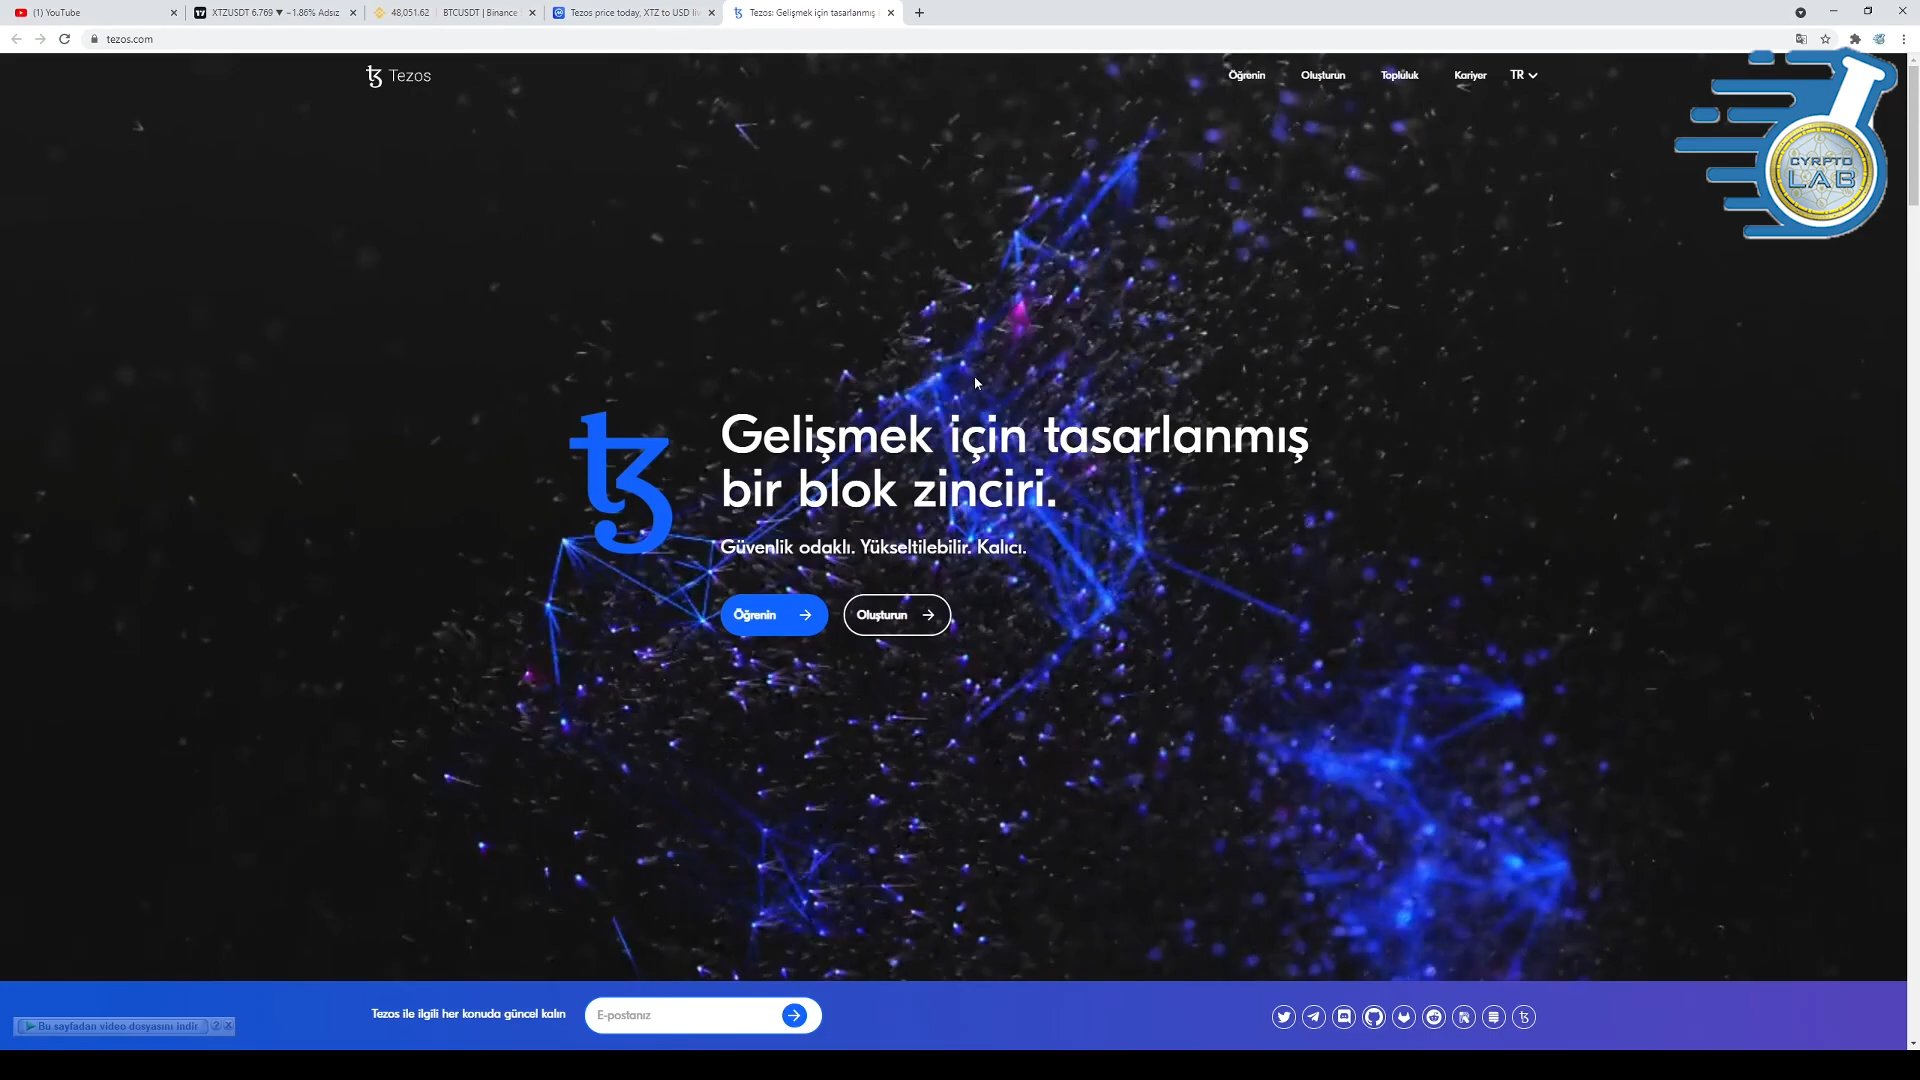 (1) YouTube
XTZUSDT 6.769 ▼ −1.86% Adsız
48,051.62 BTCUSDT | Binance
Tezos price today, XTZ to USD liv
Tezos: Gelişmek için tasarlanmış
tezos.com
Tezos
Öğrenin
Oluşturun
Topluluk
Kariyer
TR
CYRPTO
LAB
Gelişmek için tasarlanmış
bir blok zinciri.
Güvenlik odaklı. Yükseltilebilir. Kalıcı.
Öğrenin
Oluşturun
Tezos ile ilgili her konuda güncel kalın
E-postanız
Bu sayfadan video dosyasını indir